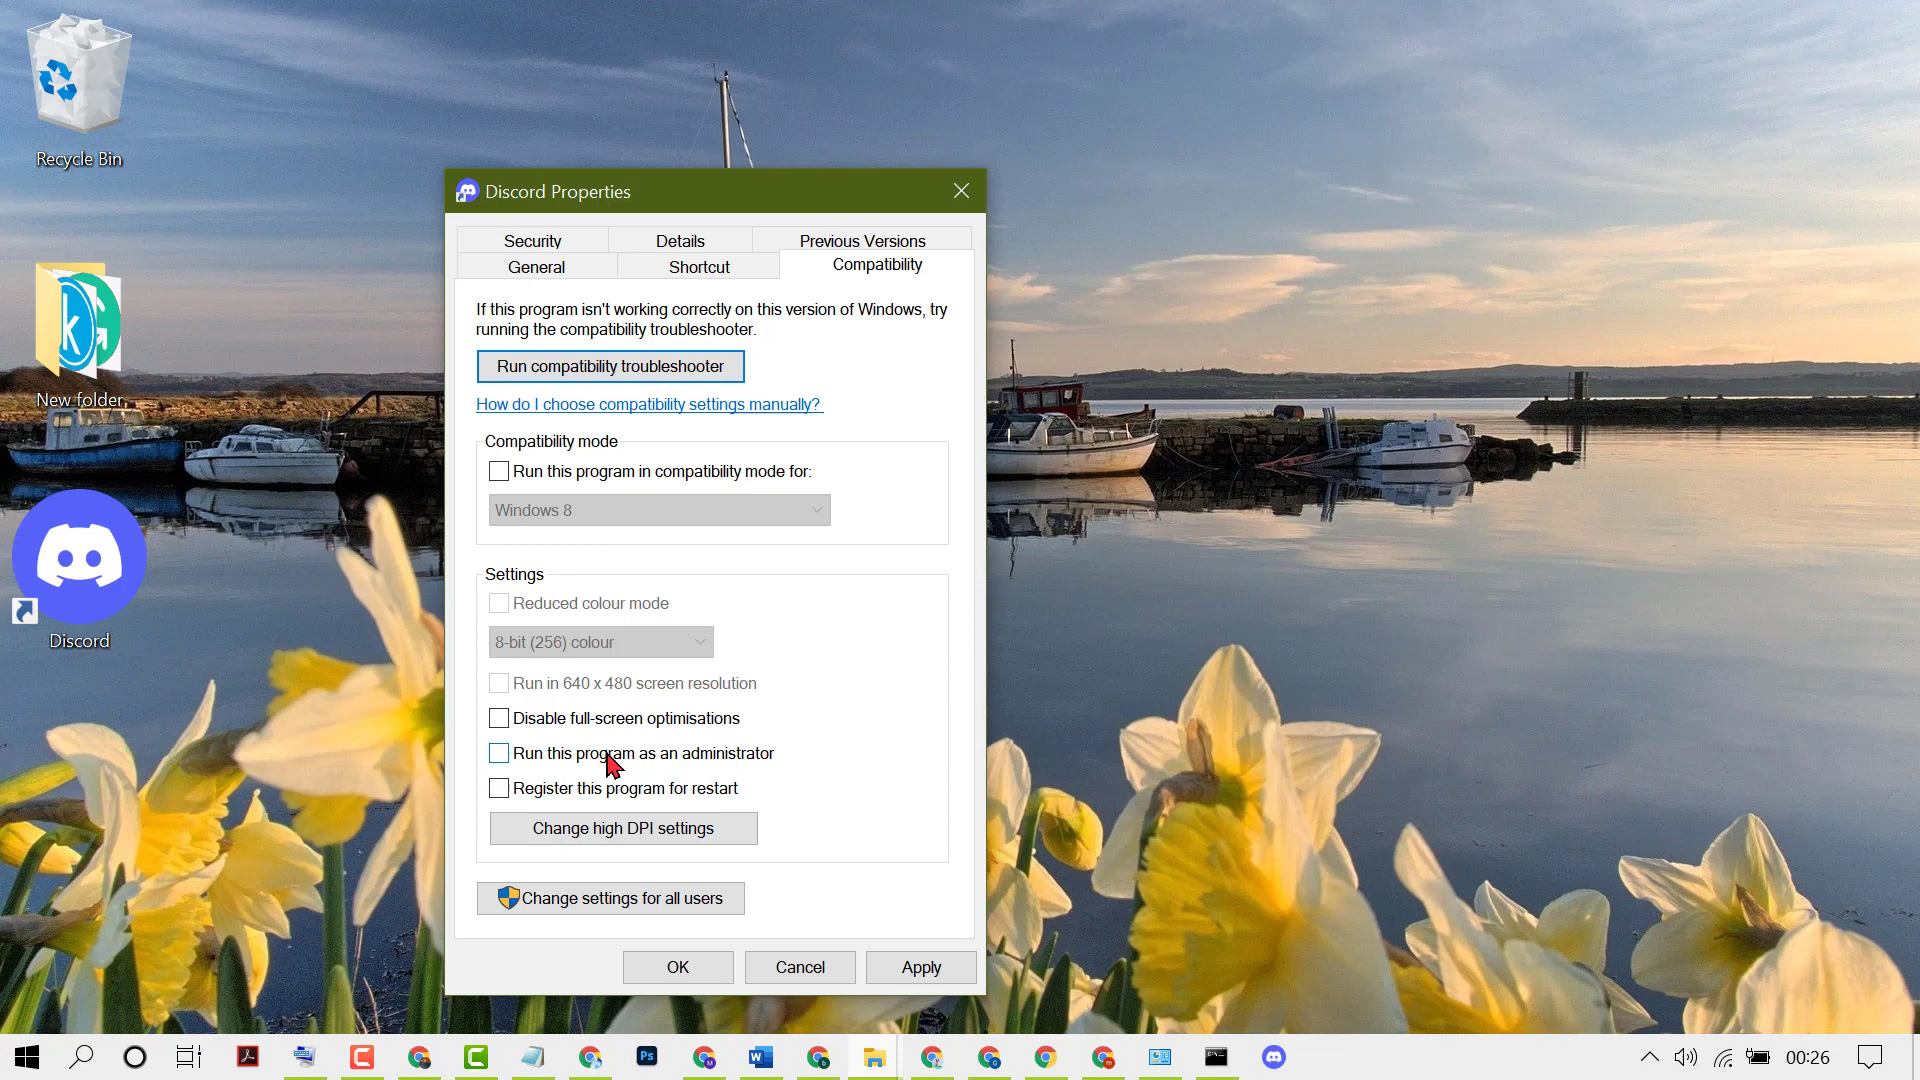 Recycle Bin
New folder
Discord
Discord Properties
Security
Details
Previous Versions
General
Shortcut
Compatibility
If this program isn't working correctly on this version of Windows, try
running the compatibility troubleshooter.
Run compatibility troubleshooter
How do I choose compatibility settings manually?
Compatibility mode
Run this program in compatibility mode for:
Windows 8
Settings
Reduced colour mode
8-bit (256) colour
Run in 640 x 480 screen resolution
Disable full-screen optimisations
Run this program as an administrator
Register this program for restart
Change high DPI settings
Change settings for all users
OK
Cancel
Apply
00:26